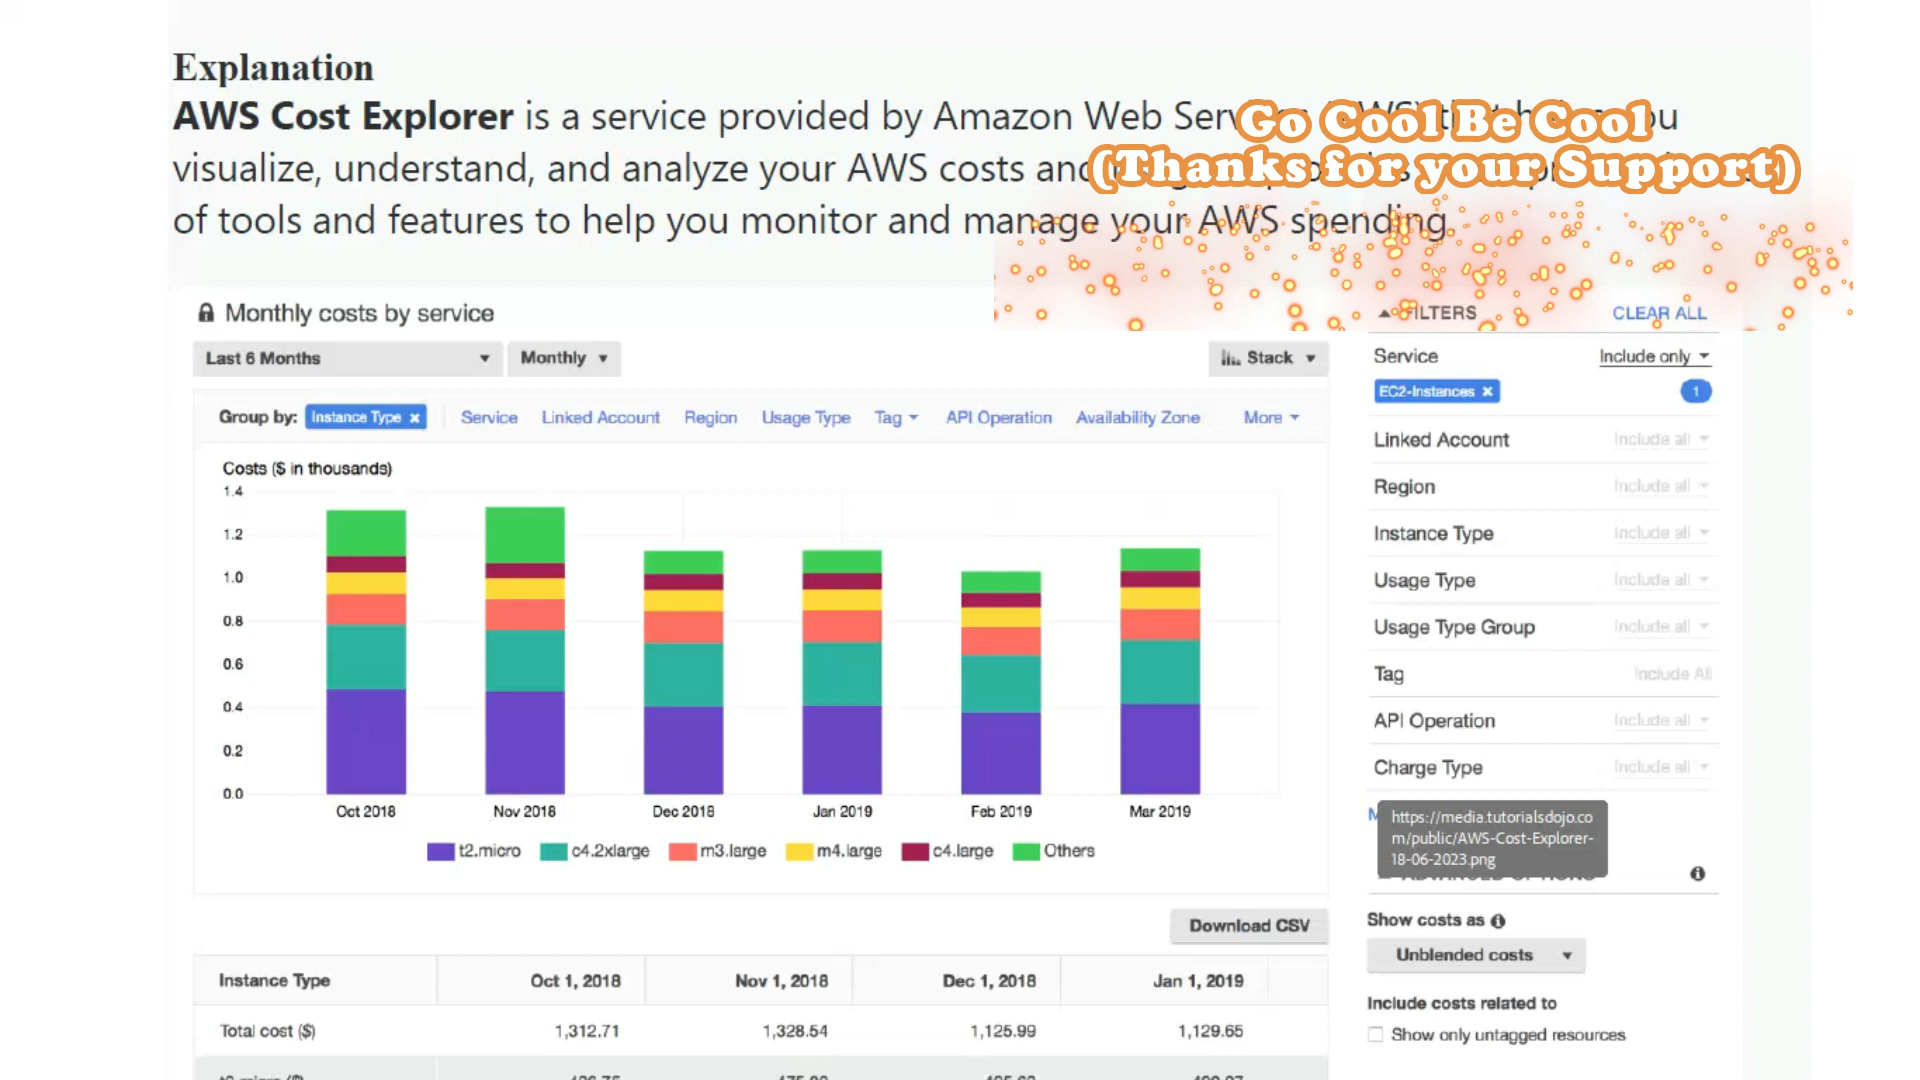 Explanation
AWS Cost Explorer is a service provided by Amazon Web
visualize, understand, and analyze your AWS costs
of tools and features to help you monitor and manage your AWS spending
Go Cool Be Cool
(Thanks for your Support)
Monthly costs by service
Last 6 Months
Monthly
Stack
Group by:
Instance Type
Service
Linked Account
Region
Usage Type
Tag
API Operation
Availability Zone
More
Costs ($ in thousands)
1.4
1.2
1.0
0.8
0.6
0.4
0.2
0.0
Oct 2018
Nov 2018
Dec 2018
Jan 2019
Feb 2019
Mar 2019
t2.micro
c4.2xlarge
m3.large
m4.large
c4.large
Others
Download CSV
Instance Type Oct 1, 2018 Nov 1, 2018 Dec 1, 2018 Jan 1, 2019
Total cost ($) 1,312.71 1,328.54 1,125.99 1,129.65
FILTERS
CLEAR ALL
Service Include only
EC2-Instances
1
Linked Account Include all
Region Include all
Instance Type Include all
Usage Type Include all
Usage Type Group Include all
Tag Include All
API Operation Include all
Charge Type Include all
https://media.tutorialsdojo.co
m/public/AWS-Cost-Explorer-
18-06-2023.png
Show costs as
Unblended costs
Include costs related to
Show only untagged resources